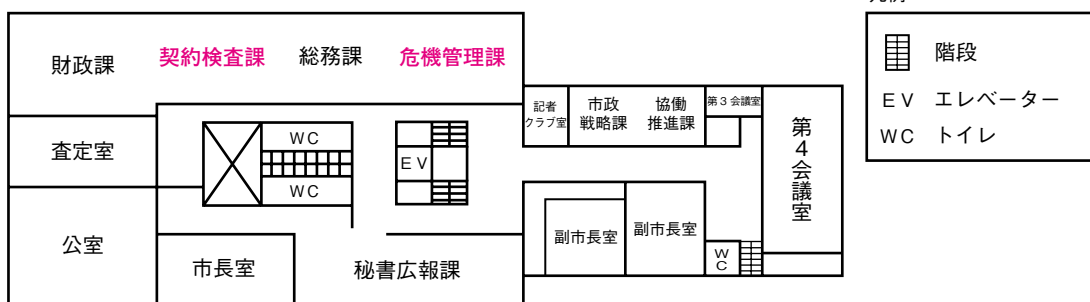 財政課
契約検査課
総務課
危機管理課
記者
クラブ室
市政
戦略課
協働
推進課
第3会議室
第4会議室
査定室
WC
WC
EV
公室
市長室
秘書広報課
副市長室
副市長室
WC
階段
EV エレベーター
WC トイレ